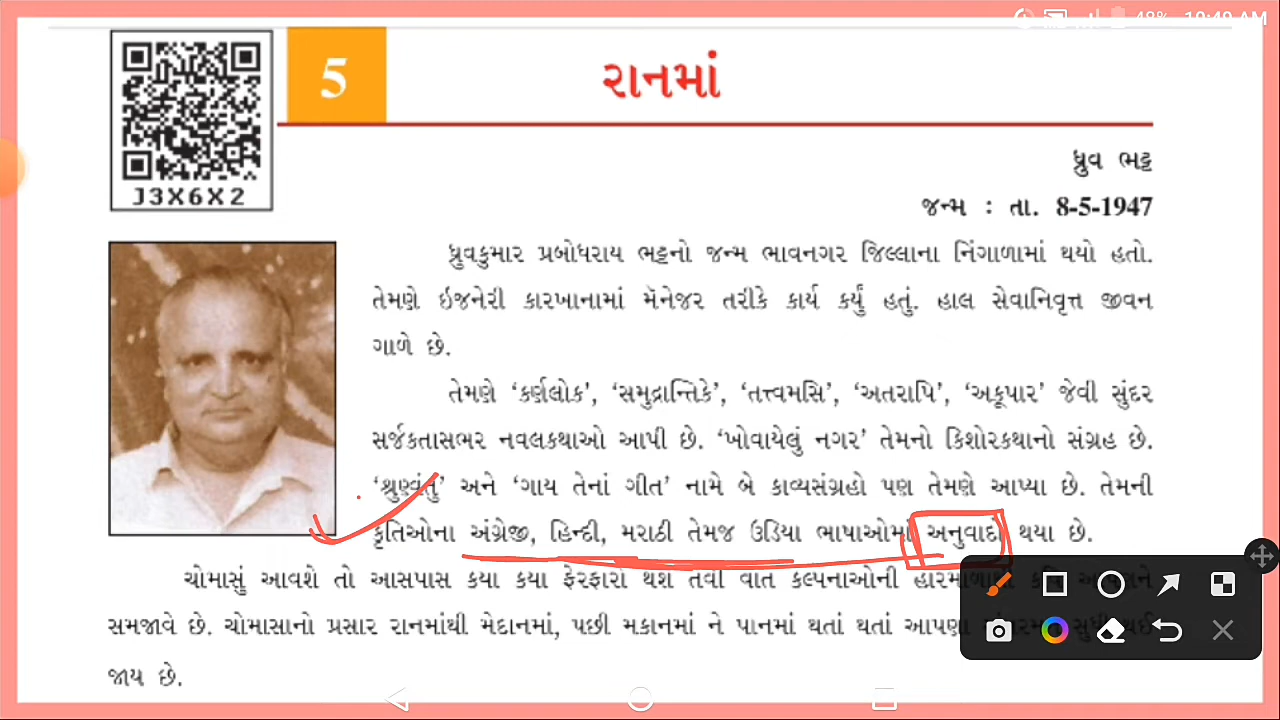 48% 10:49 AM
5
રાનમાં
J3X6X2
ધ્રુવ ભટ્ટ
જન્મ : તા. 8-5-1947
ધ્રુવકુમાર પ્રબોધરાય ભટ્ટનો જન્મ ભાવનગર જિલ્લાના નિંગાળામાં થયો હતો.
તેમણે ઇજનેરી કારખાનામાં મૅનેજર તરીકે કાર્ય કર્યું હતું. હાલ સેવાનિવૃત્ત જીવન
ગાળે છે.
તેમણે ‘કર્ણલોક’, ‘સમુદ્રાન્તિકે’, ‘તત્ત્વમસિ’, ‘અતરાપિ’, ‘અકૂપાર’ જેવી સુંદર
સર્જકતાસભર નવલકથાઓ આપી છે. ‘ખોવાયેલું નગર’ તેમનો કિશોરકથાનો સંગ્રહ છે.
‘શ્રુણ્વંતુ’ અને ‘ગાય તેનાં ગીત’ નામે બે કાવ્યસંગ્રહો પણ તેમણે આપ્યા છે. તેમની
કૃતિઓના અંગ્રેજી, હિન્દી, મરાઠી તેમજ ઉડિયા ભાષાઓમાં અનુવાદો થયા છે.
ચોમાસું આવશે તો આસપાસ કયા કયા ફેરફારો થશે તેવી વાત કલ્પનાઓની
સમજાવે છે. ચોમાસાનો પ્રસાર રાનમાંથી મેદાનમાં, પછી મકાનમાં ને પાનમાં થતાં થતાં આપણા
જાય છે.